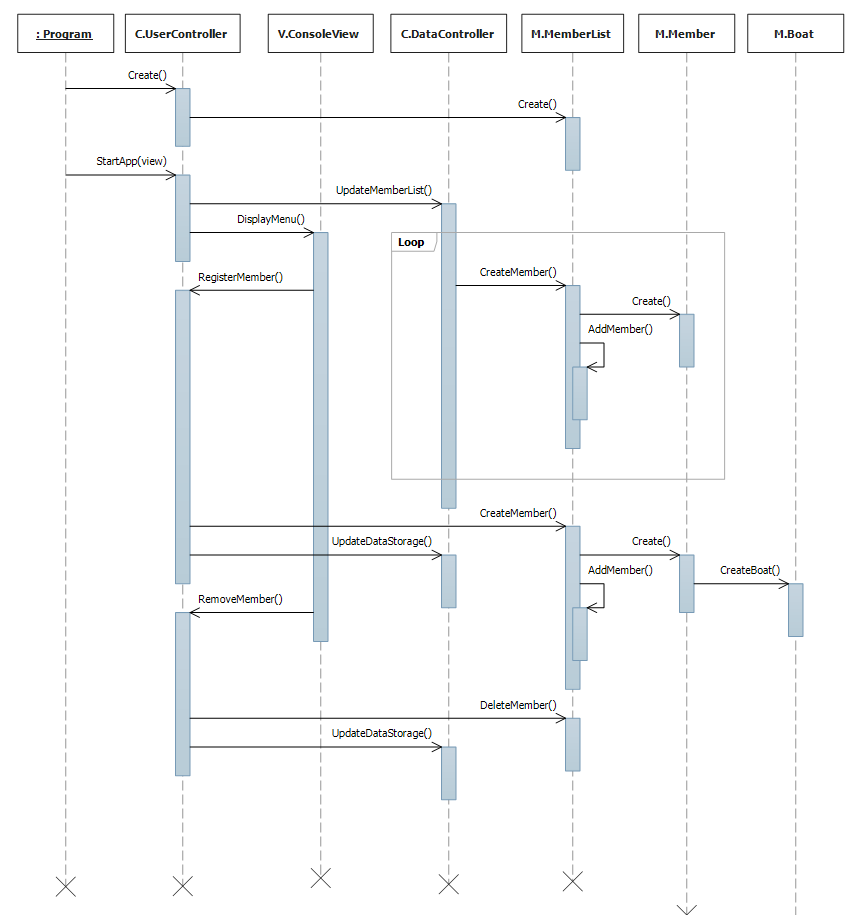 : Program
C.UserController
V.ConsoleView
C.DataController
M.MemberList
M.Member
M.Boat
Create()
Create()
StartApp(view)
UpdateMemberList()
DisplayMenu()
Loop
CreateMember()
RegisterMember()
Create()
AddMember()
CreateMember()
UpdateDataStorage()
Create()
AddMember()
CreateBoat()
RemoveMember()
DeleteMember()
UpdateDataStorage()